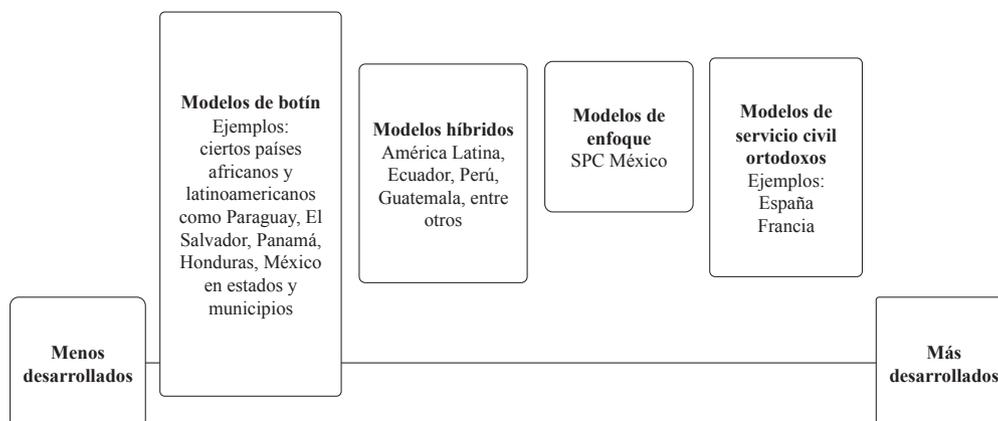 Modelos de botín
Ejemplos:
ciertos países
africanos y
latinoamericanos
como Paraguay, El
Salvador, Panamá,
Honduras, México
en estados y
municipios
Modelos híbridos
América Latina,
Ecuador, Perú,
Guatemala, entre
otros
Modelos de
enfoque
SPC México
Modelos de
servicio civil
ortodoxos
Ejemplos:
España
Francia
Menos
desarrollados
Más
desarrollados